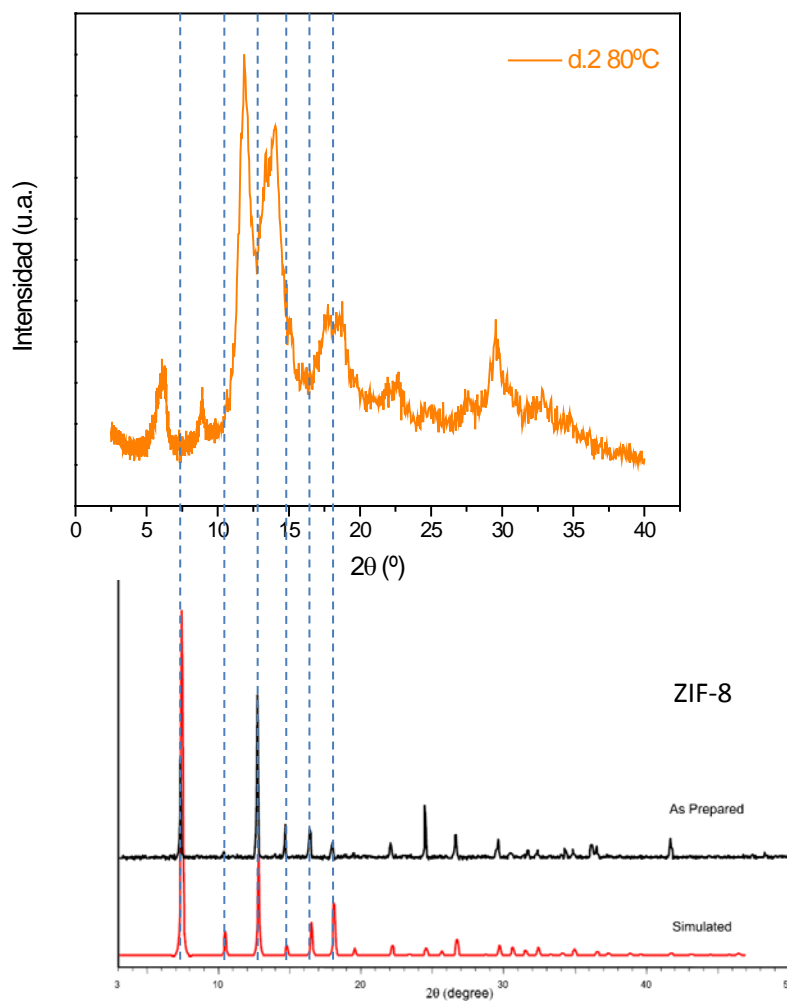 d.2 80ºC
Intensidad (u.a.)
0 5 10 15 20 25 30 35 40
2θ (º)
ZIF-8
As Prepared
Simulated
3 10 20 30 40 50
2θ (degree)